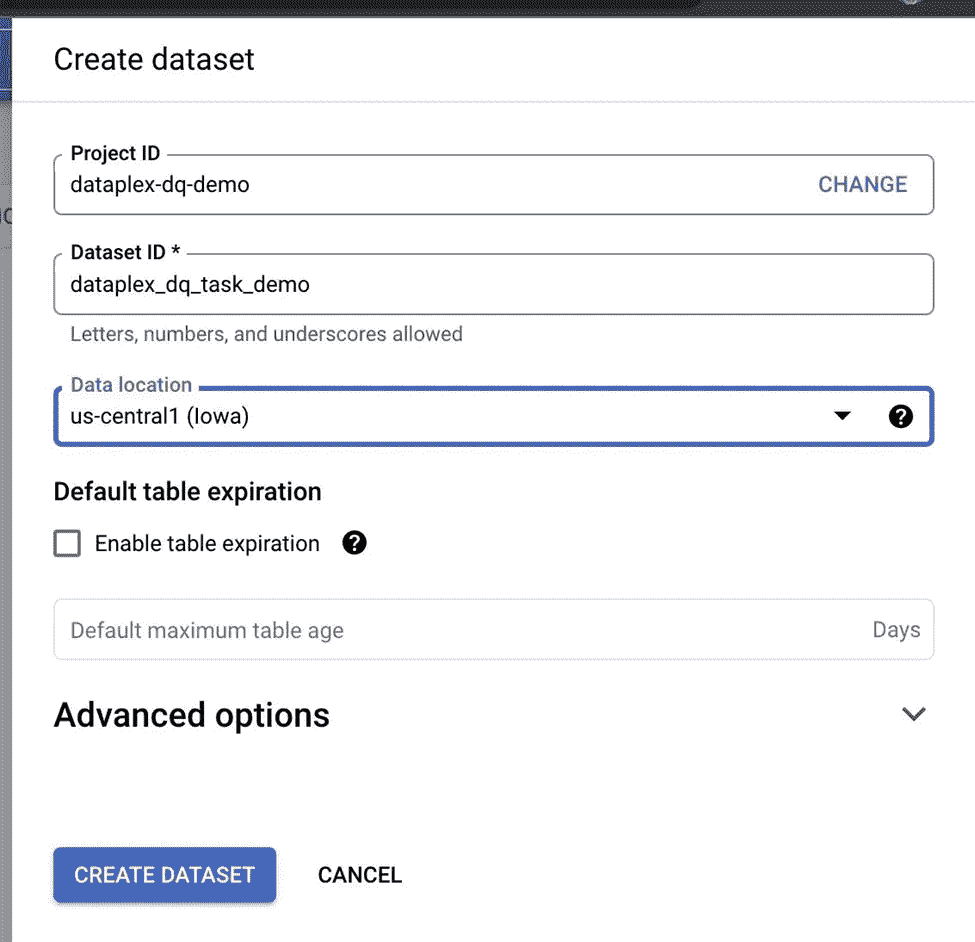 Create dataset
Project ID
dataplex-dq-demo
CHANGE
Dataset ID *
dataplex_dq_task_demo
Letters, numbers, and underscores allowed
Data location
us-central1 (Iowa)
Default table expiration
Enable table expiration
Default maximum table age
Days
Advanced options
CREATE DATASET
CANCEL